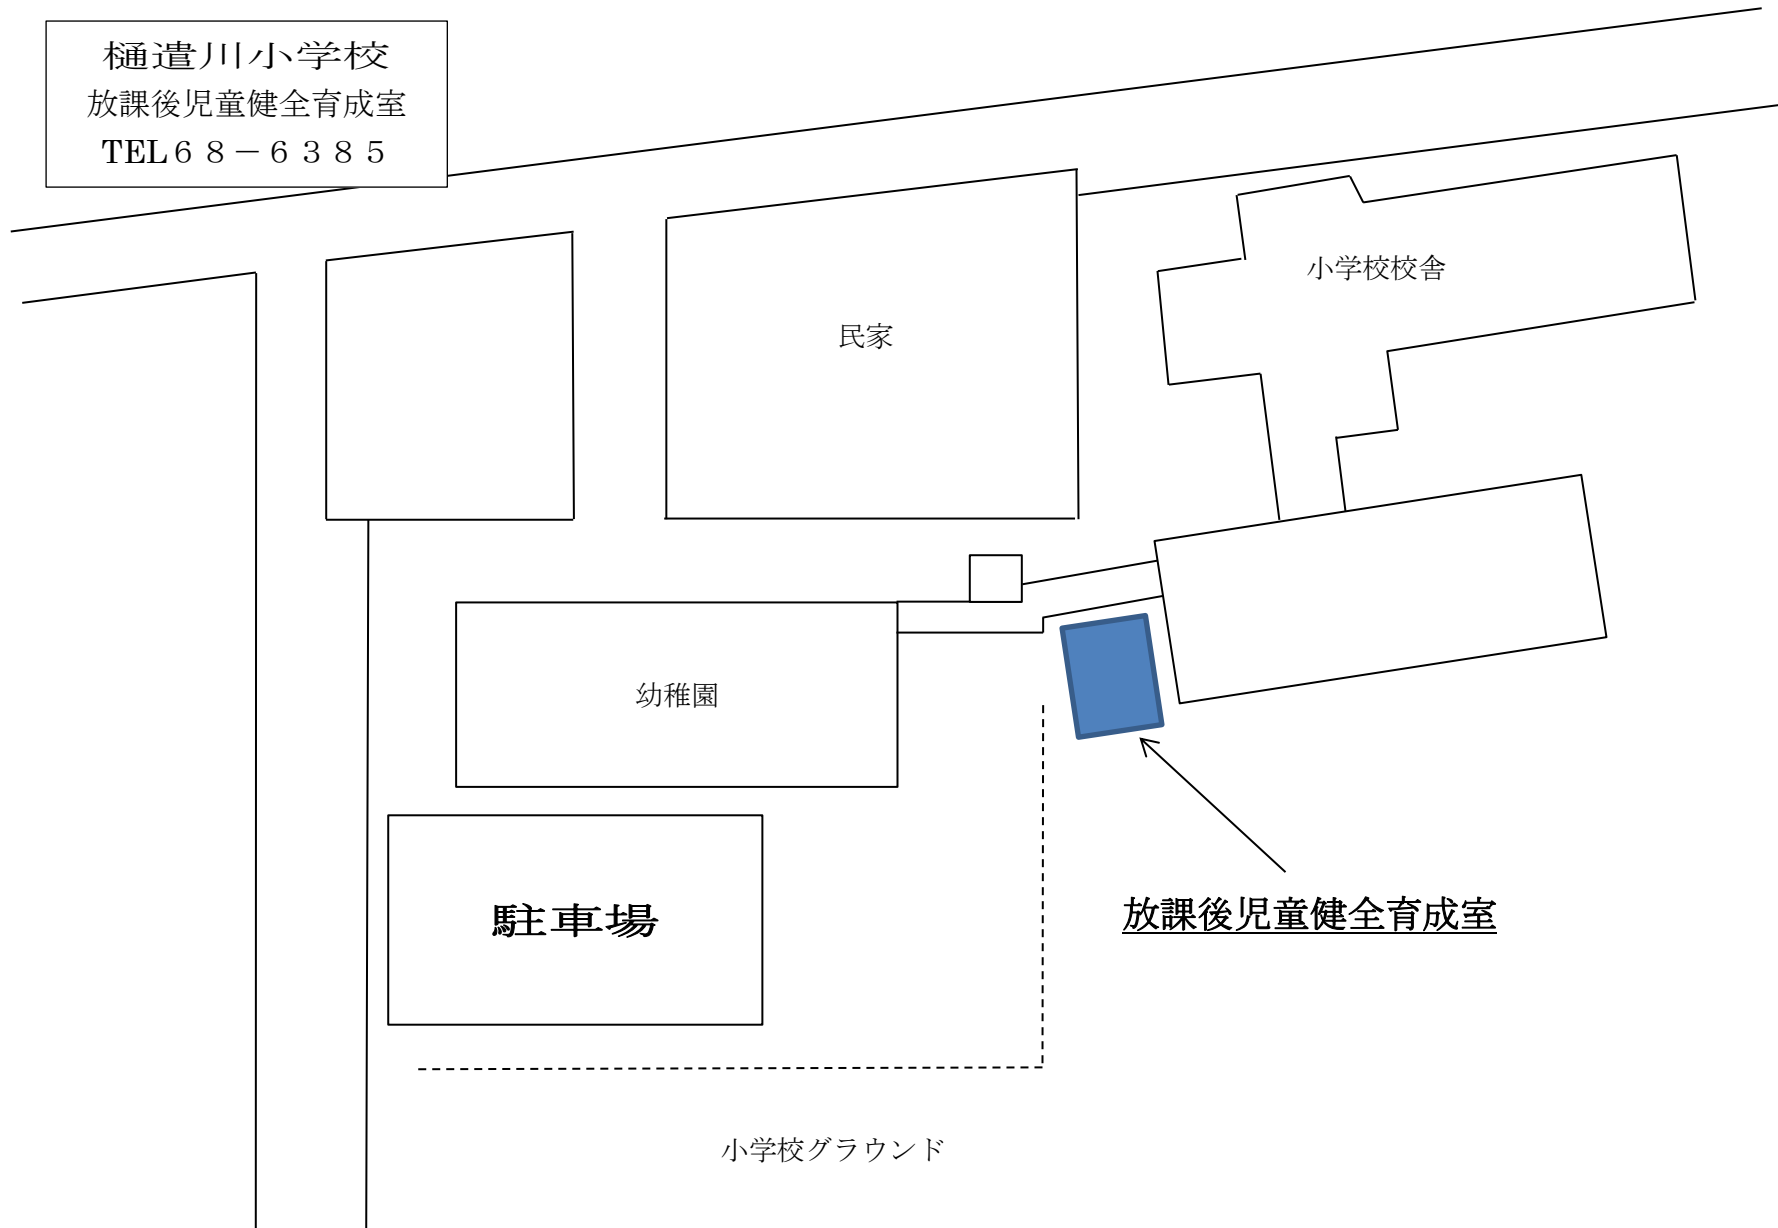 樋遣川小学校
放課後児童健全育成室
TEL６８－６３８５
小学校校舎
民家
幼稚園
駐車場
放課後児童健全育成室
小学校グラウンド